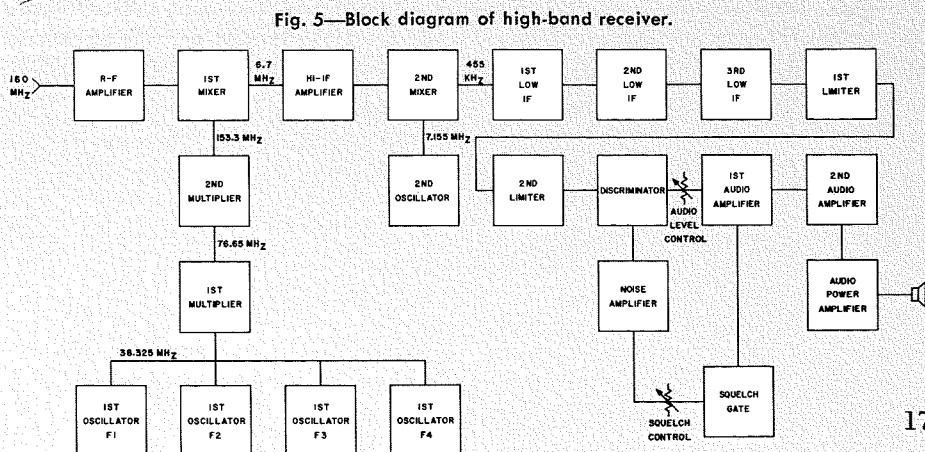 Fig. 5—Block diagram of high-band receiver.
160 MHz
R-F AMPLIFIER
1ST MIXER
6.7 MHz
HI-IF AMPLIFIER
2ND MIXER
455 KHz
1ST LOW IF
2ND LOW IF
3RD LOW IF
1ST LIMITER
153.3 MHz
7.155 MHz
2ND MULTIPLIER
2ND OSCILLATOR
2ND LIMITER
DISCRIMINATOR
AUDIO LEVEL CONTROL
1ST AUDIO AMPLIFIER
2ND AUDIO AMPLIFIER
76.65 MHz
1ST MULTIPLIER
NOISE AMPLIFIER
AUDIO POWER AMPLIFIER
38.325 MHz
1ST OSCILLATOR F1
1ST OSCILLATOR F2
1ST OSCILLATOR F3
1ST OSCILLATOR F4
SQUELCH CONTROL
SQUELCH GATE
17